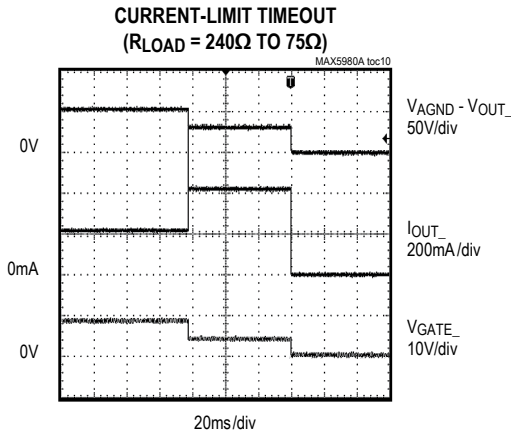 CURRENT-LIMIT TIMEOUT
(RLOAD = 240Ω TO 75Ω)
MAX5980A toc10
0V
VAGND - VOUT_
50V/div
0mA
IOUT_
200mA/div
0V
VGATE_
10V/div
20ms/div